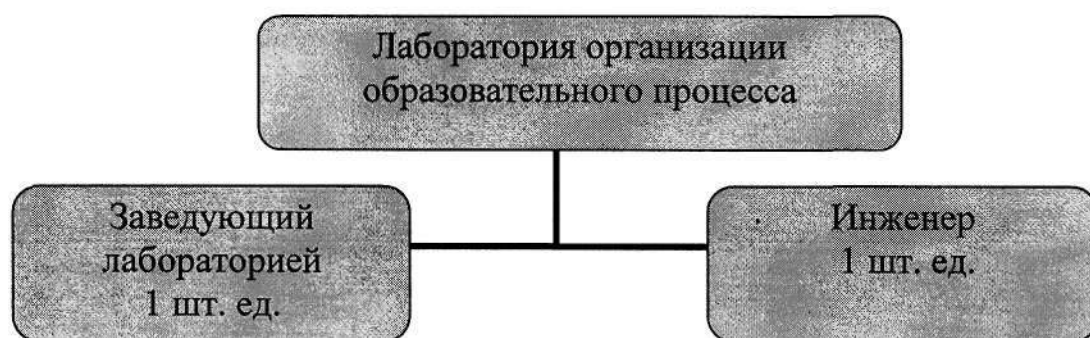 Лаборатория организации
образовательного процесса
Заведующий
лабораторией
1 шт. ед.
Инженер
1 шт. ед.